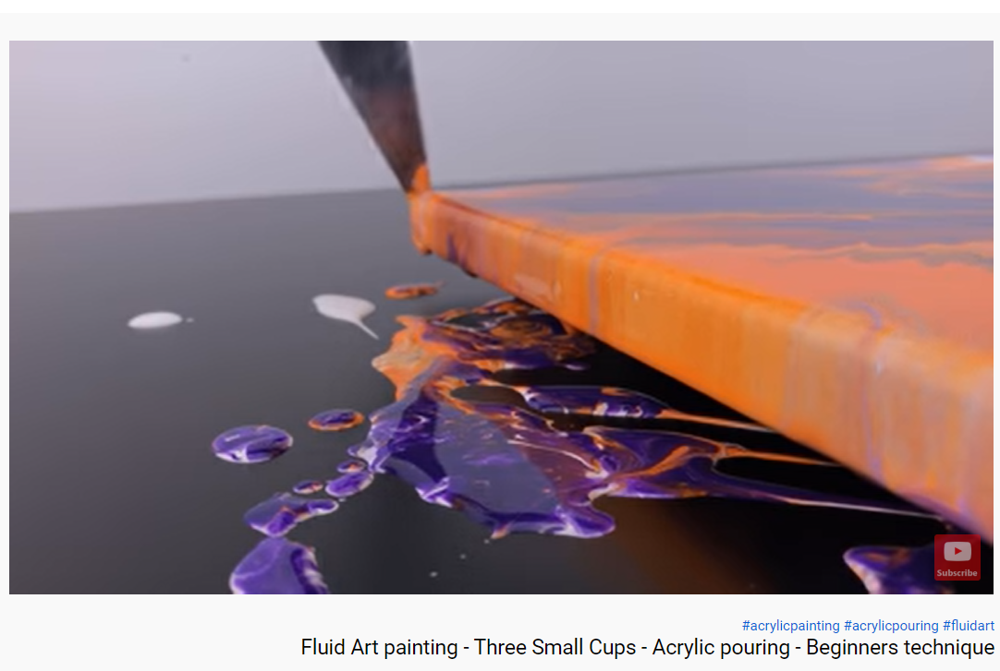 Subscribe
#acrylicpainting #acrylicpouring #fluidart
Fluid Art painting - Three Small Cups - Acrylic pouring - Beginners technique